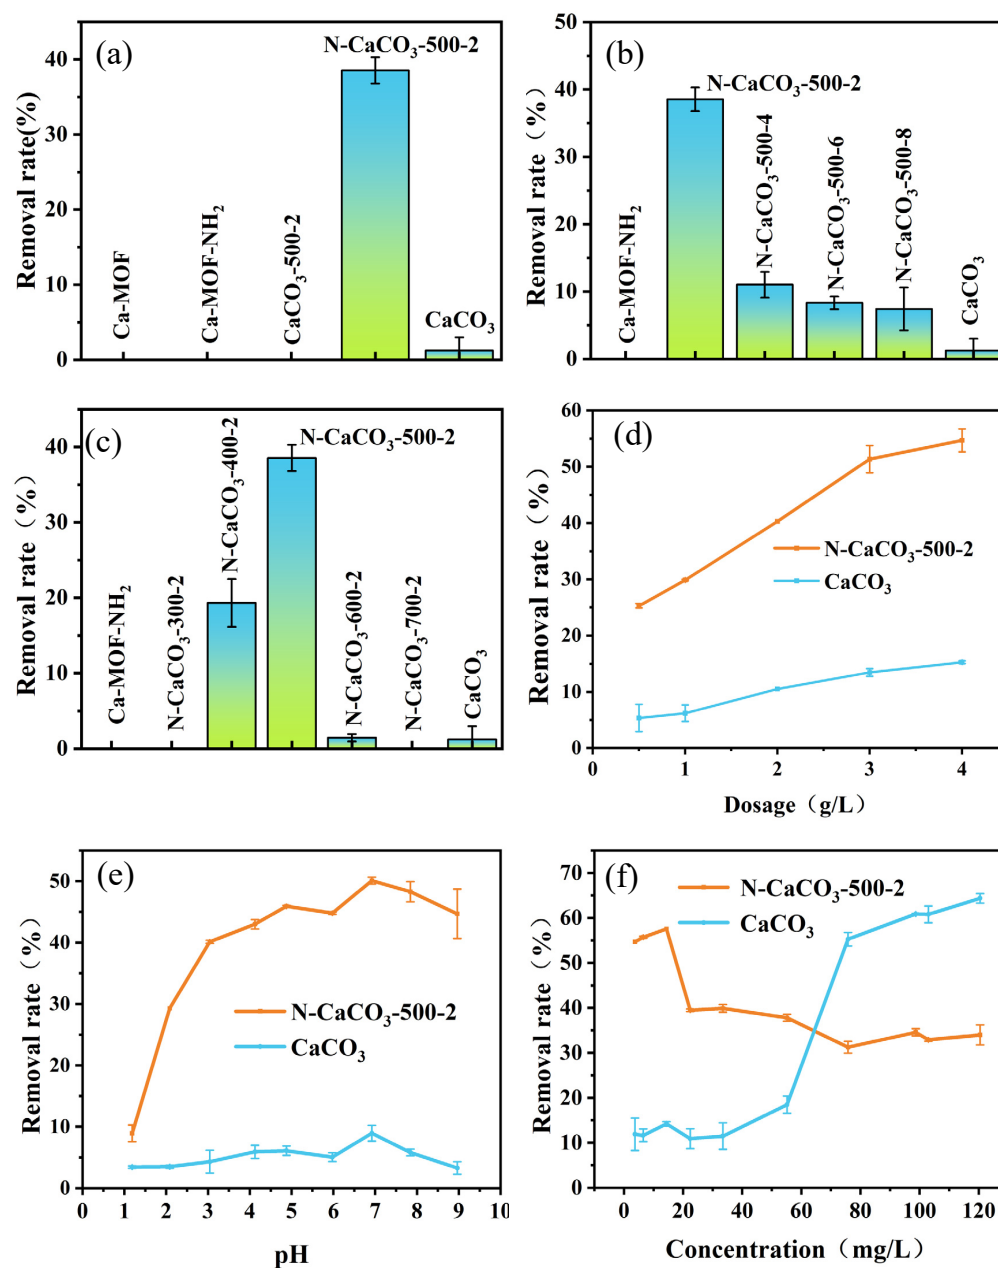 (a)
Removal rate(%)
40
30
20
10
0
Ca-MOF
Ca-MOF-NH₂
CaCO₃-500-2
N-CaCO₃-500-2
CaCO₃
(b)
Removal rate（%）
50
40
30
20
10
0
Ca-MOF-NH₂
N-CaCO₃-500-2
N-CaCO₃-500-4
N-CaCO₃-500-6
N-CaCO₃-500-8
CaCO₃
(c)
Removal rate（%）
40
30
20
10
0
Ca-MOF-NH₂
N-CaCO₃-300-2
N-CaCO₃-400-2
N-CaCO₃-500-2
N-CaCO₃-600-2
N-CaCO₃-700-2
CaCO₃
(d)
Removal rate（%）
60
50
40
30
20
10
0
N-CaCO₃-500-2
CaCO₃
0 1 2 3 4
Dosage（g/L）
(e)
Removal rate（%）
50
40
30
20
10
0
N-CaCO₃-500-2
CaCO₃
0 1 2 3 4 5 6 7 8 9 10
pH
(f)
Removal rate（%）
70
60
50
40
30
20
10
0
N-CaCO₃-500-2
CaCO₃
0 20 40 60 80 100 120
Concentration（mg/L）